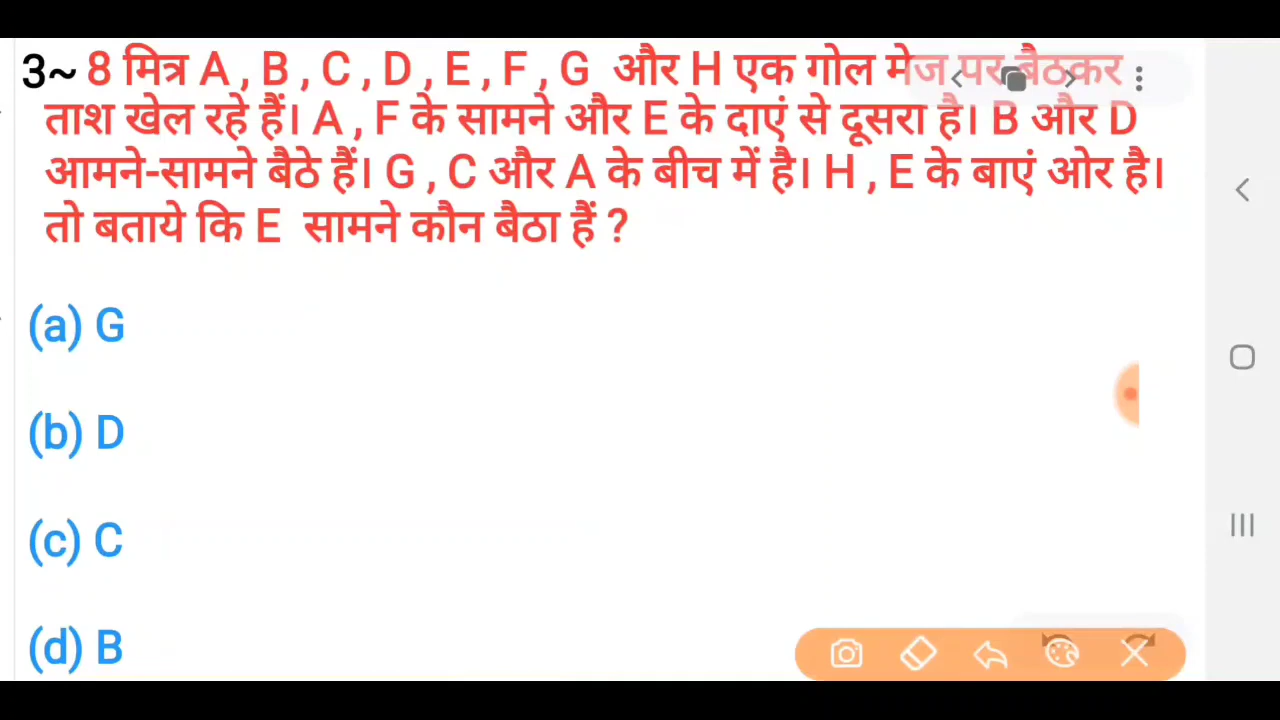 3~ 8 मित्र A , B , C , D , E , F , G और H एक गोल मेज पर बैठकर
ताश खेल रहे हैं। A , F के सामने और E के दाएं से दूसरा है। B और D
आमने-सामने बैठे हैं। G , C और A के बीच में है। H , E के बाएं ओर है।
तो बताये कि E सामने कौन बैठा हैं ?
(a) G
(b) D
(c) C
(d) B